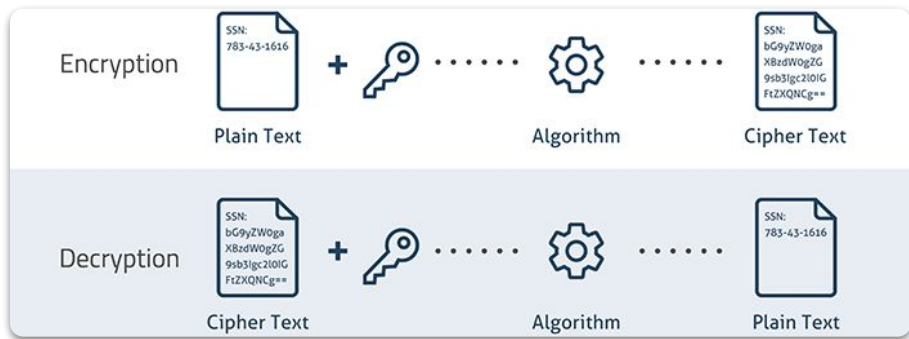 Encryption
SSN:
783-43-1616
+
SSN:
bG9yZW0ga
XBzdW0gZG
9sb3Igc2l0IG
FtZXQNCg==
Plain Text
Algorithm
Cipher Text
Decryption
SSN:
bG9yZW0ga
XBzdW0gZG
9sb3Igc2l0IG
FtZXQNCg==
+
SSN:
783-43-1616
Cipher Text
Algorithm
Plain Text